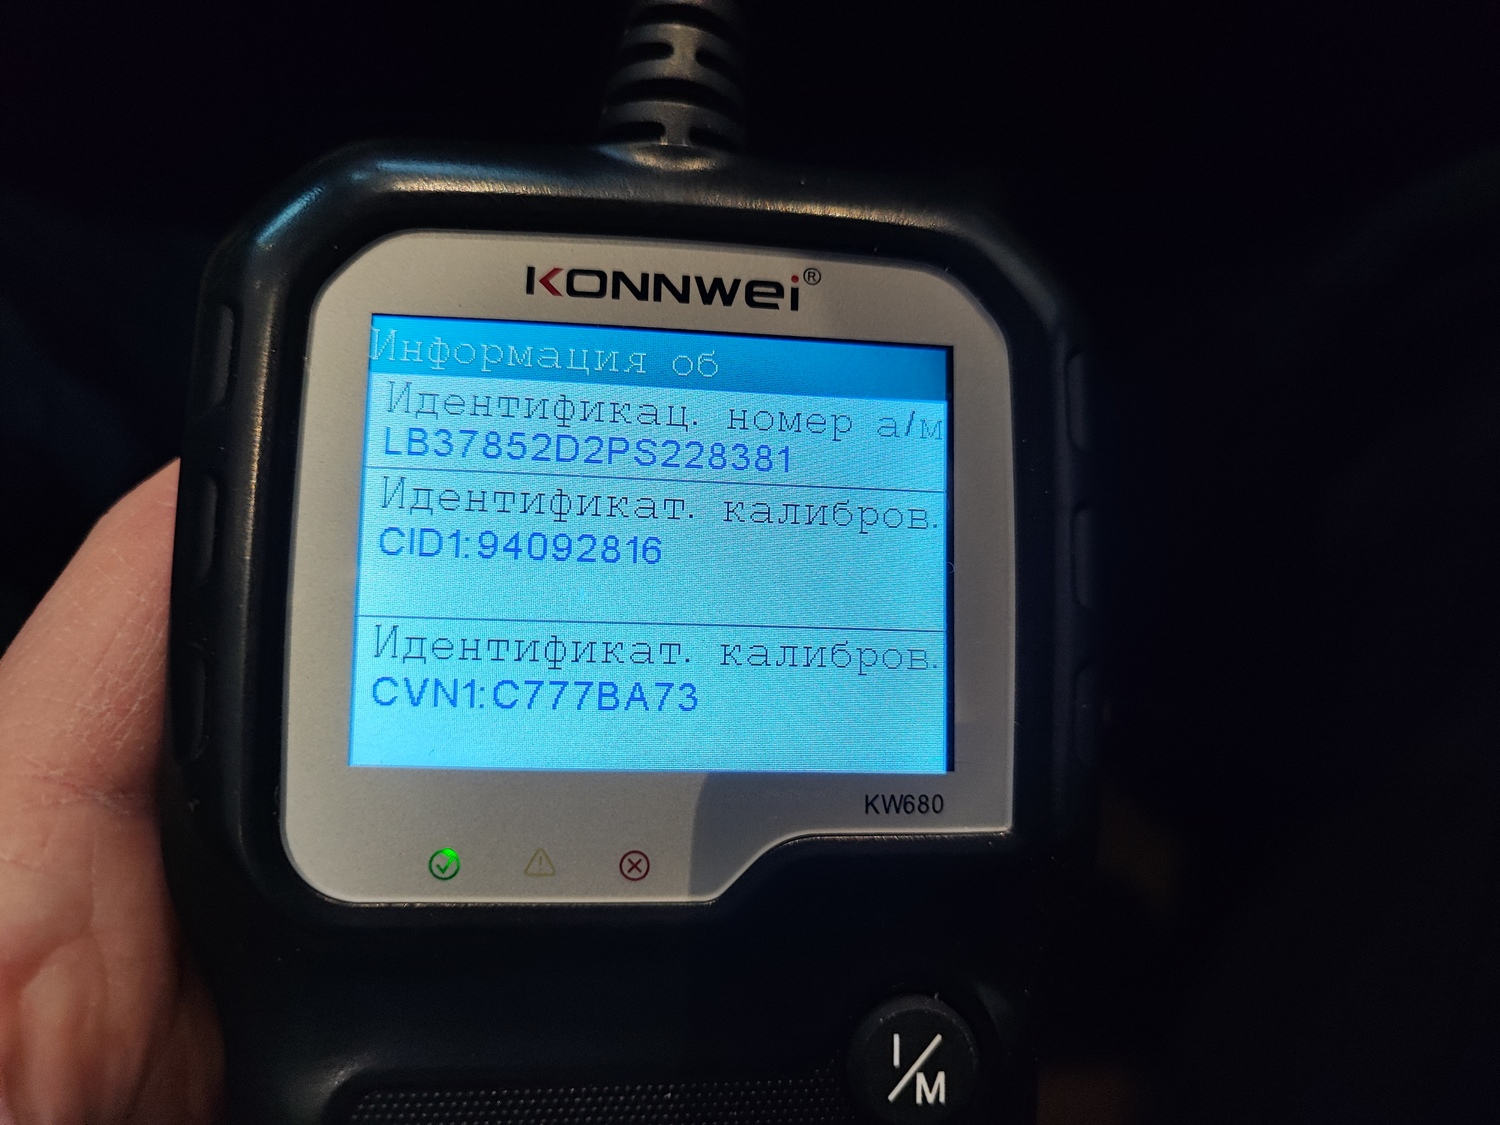 KONNWEI®
Информация об
Идентификац. номер а/м
LB37852D2PS228381
Идентификат. калибров.
CID1:94092816
Идентификат. калибров.
CVN1:C777BA73
KW680
I/M